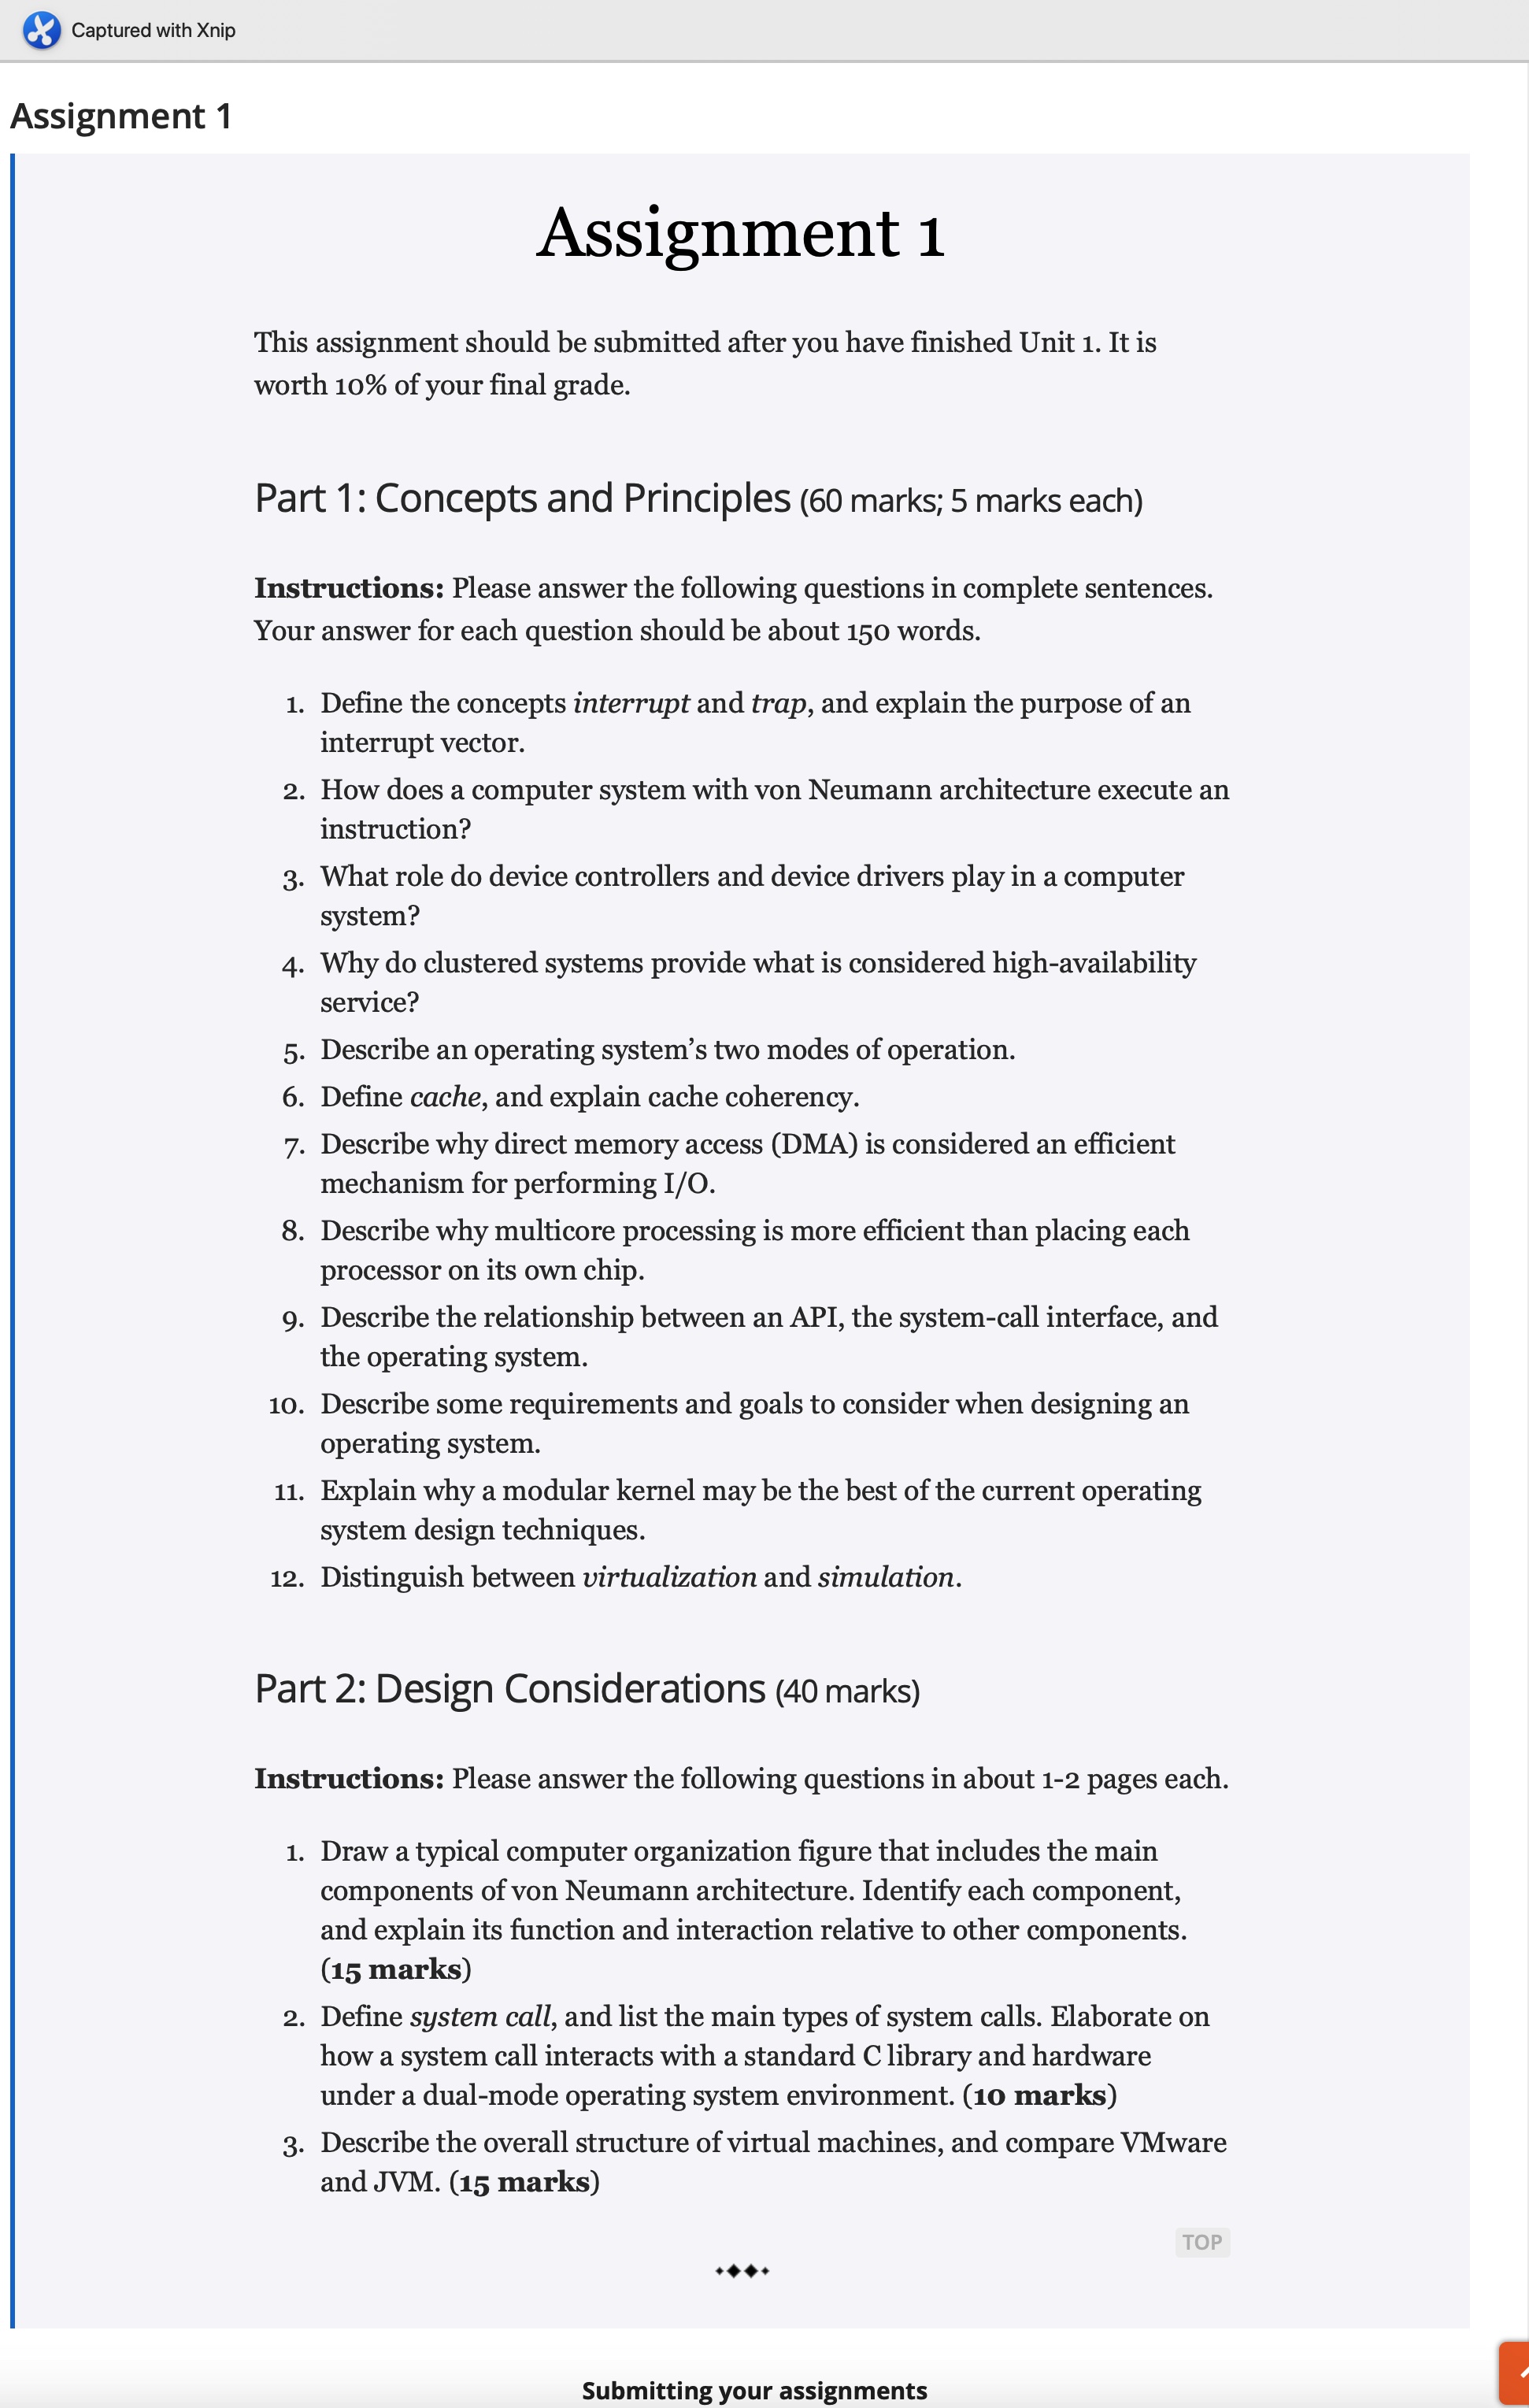 Captured with Xnip
Assignment 1
Assignment 1
This assignment should be submitted after you have finished Unit 1. It is
worth 10% of your final grade.
Part 1: Concepts and Principles (60 marks; 5 marks each)
Instructions: Please answer the following questions in complete sentences.
Your answer for each question should be about 150 words.
1. Define the concepts interrupt and trap, and explain the purpose of an
interrupt vector.
2. How does a computer system with von Neumann architecture execute an
instruction?
3. What role do device controllers and device drivers play in a computer
system?
4. Why do clustered systems provide what is considered high-availability
service?
5. Describe an operating system’s two modes of operation.
6. Define cache, and explain cache coherency.
7. Describe why direct memory access (DMA) is considered an efficient
mechanism for performing I/O.
8. Describe why multicore processing is more efficient than placing each
processor on its own chip.
9. Describe the relationship between an API, the system-call interface, and
the operating system.
10. Describe some requirements and goals to consider when designing an
operating system.
11. Explain why a modular kernel may be the best of the current operating
system design techniques.
12. Distinguish between virtualization and simulation.
Part 2: Design Considerations (40 marks)
Instructions: Please answer the following questions in about 1-2 pages each.
1. Draw a typical computer organization figure that includes the main
components of von Neumann architecture. Identify each component,
and explain its function and interaction relative to other components.
(15 marks)
2. Define system call, and list the main types of system calls. Elaborate on
how a system call interacts with a standard C library and hardware
under a dual-mode operating system environment. (10 marks)
3. Describe the overall structure of virtual machines, and compare VMware
and JVM. (15 marks)
TOP
Submitting your assignments